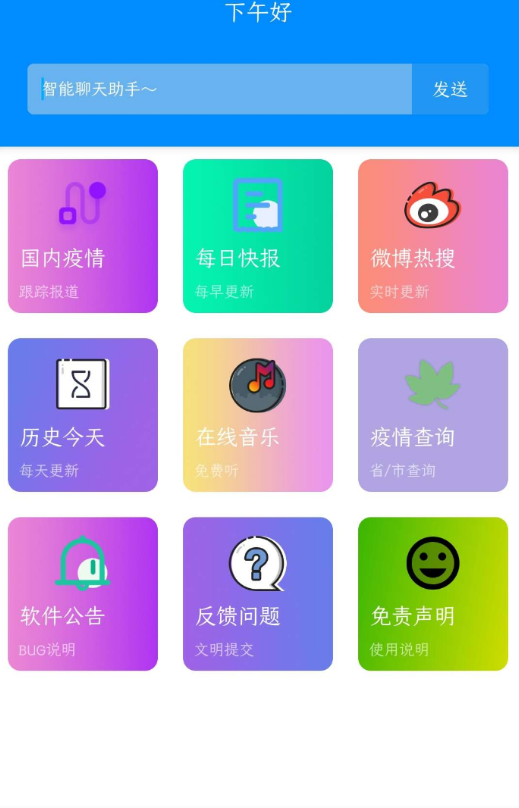 下午好
智能聊天助手～
发送
国内疫情
跟踪报道
每日快报
每早更新
微博热搜
实时更新
历史今天
每天更新
在线音乐
免费听
疫情查询
省/市查询
软件公告
BUG说明
反馈问题
文明提交
免责声明
使用说明